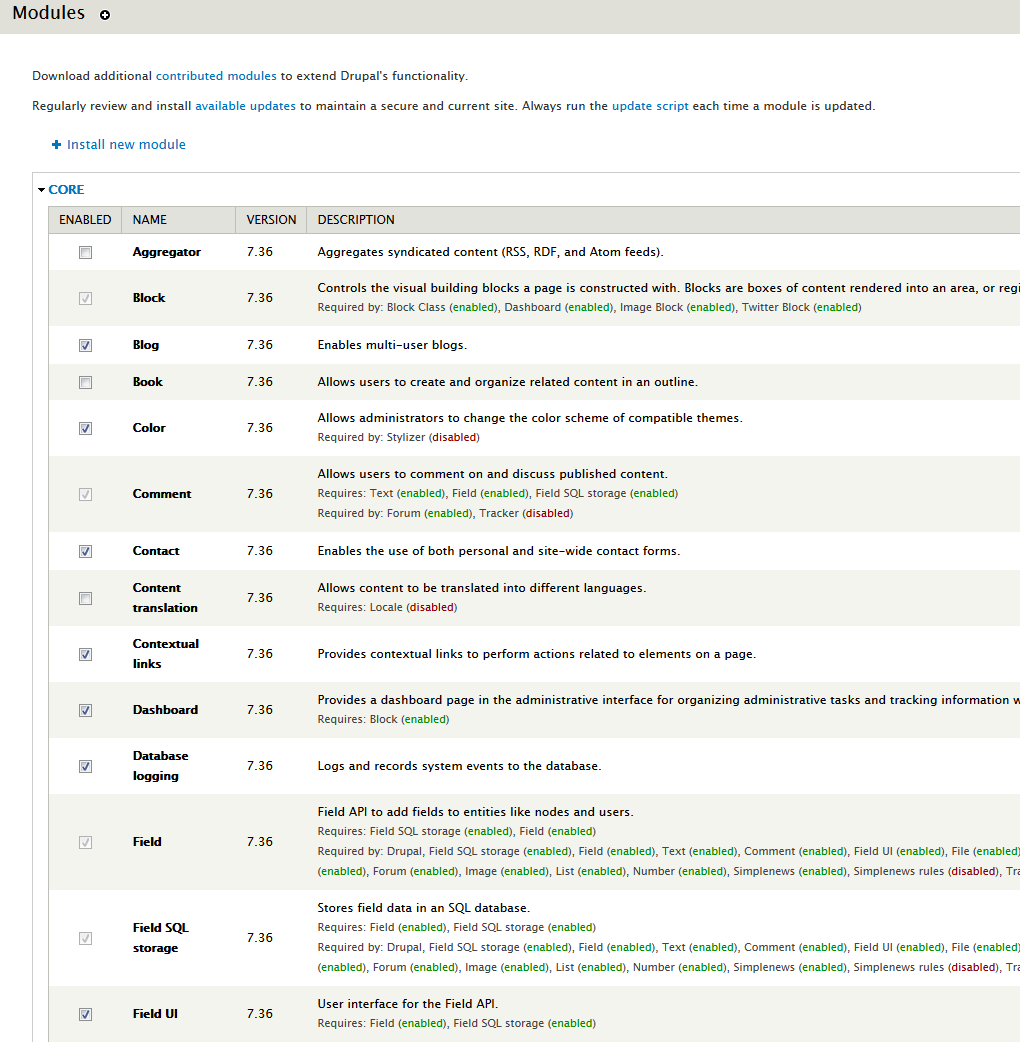 Modules
Download additional contributed modules to extend Drupal's functionality.
Regularly review and install available updates to maintain a secure and current site. Always run the update script each time a module is updated.
Install new module
CORE
ENABLED NAME VERSION DESCRIPTION
Aggregator 7.36 Aggregates syndicated content (RSS, RDF, and Atom feeds).
Controls the visual building blocks a page is constructed with. Blocks are boxes of content rendered into an area, or regi
Block 7.36
Required by: Block Class (enabled), Dashboard (enabled), Image Block (enabled), Twitter Block (enabled)
Blog 7.36 Enables multi-user blogs.
Book 7.36 Allows users to create and organize related content in an outline.
Allows administrators to change the color scheme of compatible themes.
Color 7.36
Required by: Stylizer (disabled)
Allows users to comment on and discuss published content.
Comment 7.36 Requires: Text (enabled), Field (enabled), Field SQL storage (enabled)
Required by: Forum (enabled), Tracker (disabled)
Contact 7.36 Enables the use of both personal and site-wide contact forms.
Content Allows content to be translated into different languages.
7.36
translation Requires: Locale (disabled)
Contextual
7.36 Provides contextual links to perform actions related to elements on a page.
links
Provides a dashboard page in the administrative interface for organizing administrative tasks and tracking information w
Dashboard 7.36
Requires: Block (enabled)
Database
7.36 Logs and records system events to the database.
logging
Field API to add fields to entities like nodes and users.
Requires: Field SQL storage (enabled), Field (enabled)
Field 7.36
Required by: Drupal, Field SQL storage (enabled), Field (enabled), Text (enabled), Comment (enabled), Field UI (enabled), File (enabled)
(enabled), Forum (enabled), Image (enabled), List (enabled), Number (enabled), Simplenews (enabled), Simplenews rules (disabled), Tra
Stores field data in an SQL database.
Field SQL Requires: Field (enabled), Field SQL storage (enabled)
7.36
storage Required by: Drupal, Field SQL storage (enabled), Field (enabled), Text (enabled), Comment (enabled), Field UI (enabled), File (enabled)
(enabled), Forum (enabled), Image (enabled), List (enabled), Number (enabled), Simplenews (enabled), Simplenews rules (disabled), Tra
User interface for the Field API.
Field UI 7.36
Requires: Field (enabled), Field SQL storage (enabled)